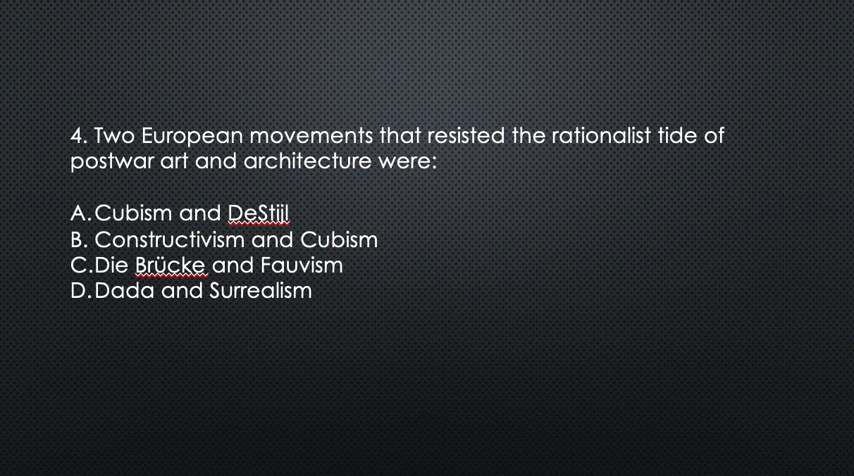 4. Two European movements that resisted the rationalist tide of
postwar art and architecture were:
A. Cubism and DeStijl
B. Constructivism and Cubism
C. Die Brücke and Fauvism
D. Dada and Surrealism